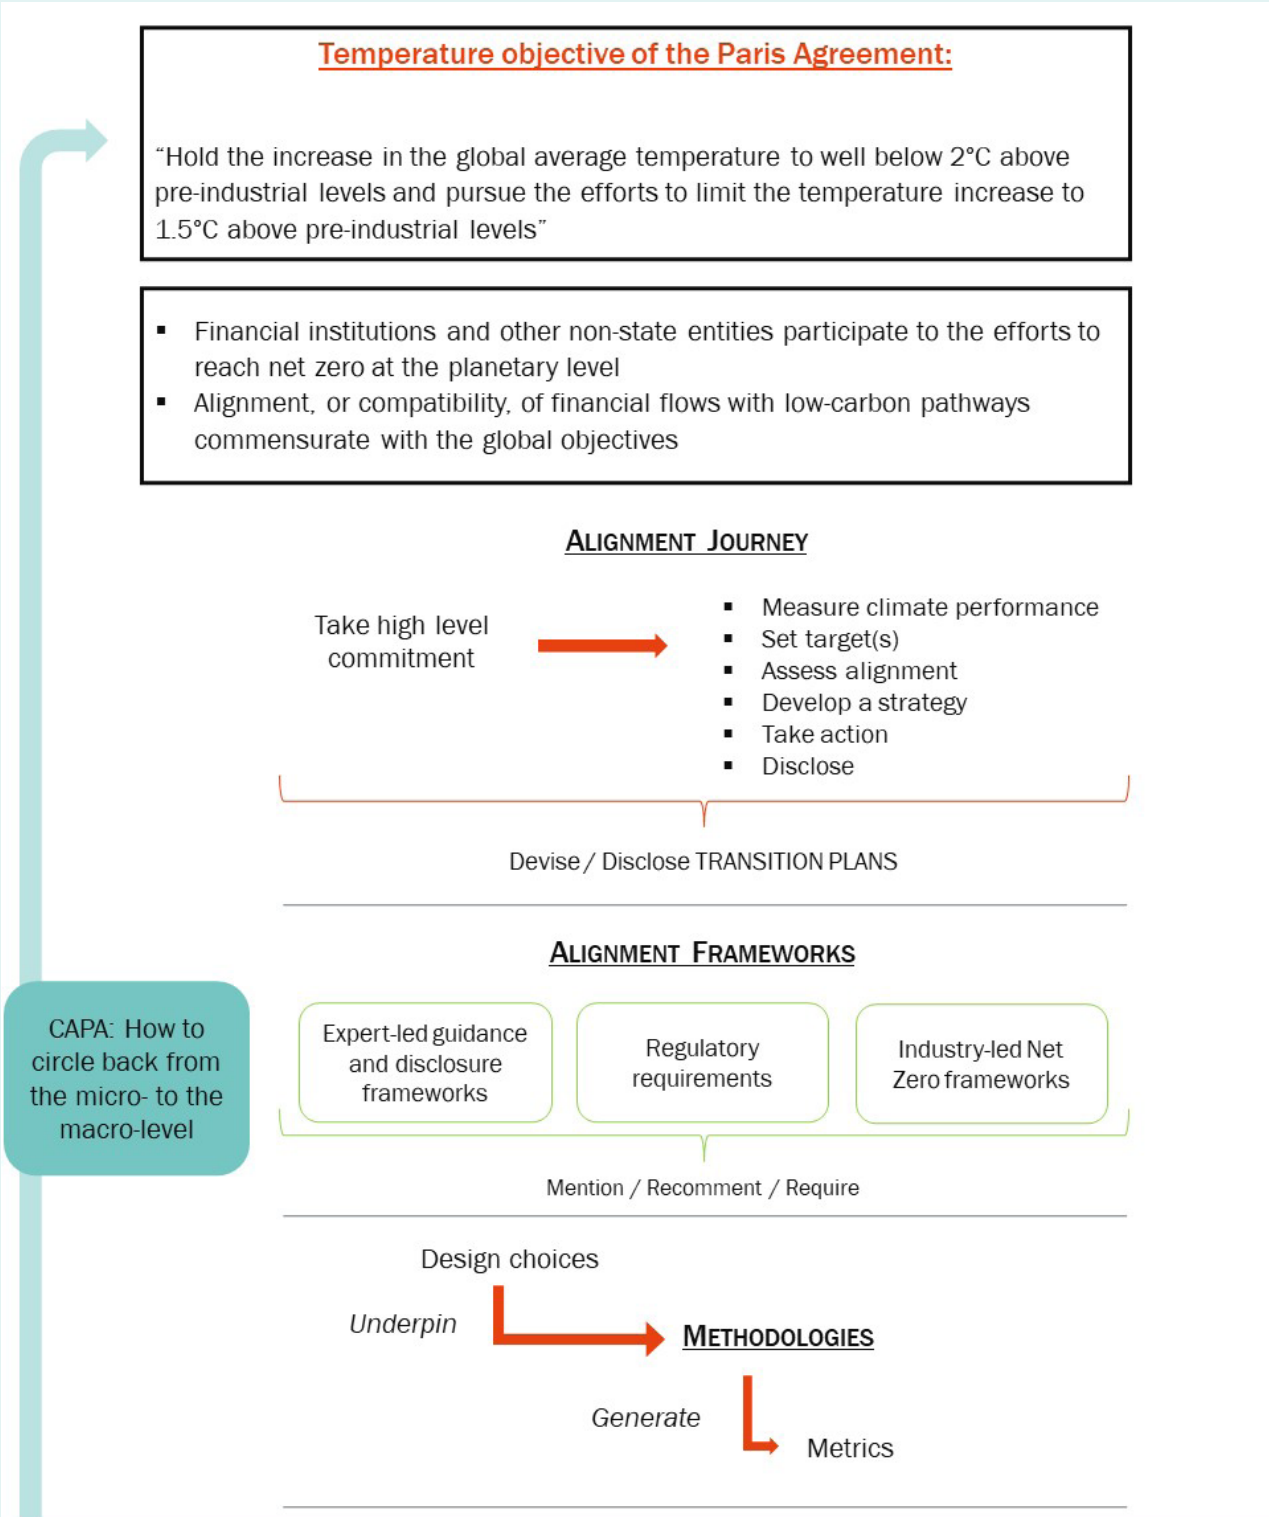 Temperature objective of the Paris Agreement:
“Hold the increase in the global average temperature to well below 2°C above
pre-industrial levels and pursue the efforts to limit the temperature increase to
1.5°C above pre-industrial levels”
▪ Financial institutions and other non-state entities participate to the efforts to
reach net zero at the planetary level
▪ Alignment, or compatibility, of financial flows with low-carbon pathways
commensurate with the global objectives
ALIGNMENT JOURNEY
Take high level
commitment
▪ Measure climate performance
▪ Set target(s)
▪ Assess alignment
▪ Develop a strategy
▪ Take action
▪ Disclose
Devise / Disclose TRANSITION PLANS
ALIGNMENT FRAMEWORKS
CAPA: How to
circle back from
the micro- to the
macro-level
Expert-led guidance
and disclosure
frameworks
Regulatory
requirements
Industry-led Net
Zero frameworks
Mention / Recomment / Require
Design choices
Underpin
METHODOLOGIES
Generate
Metrics